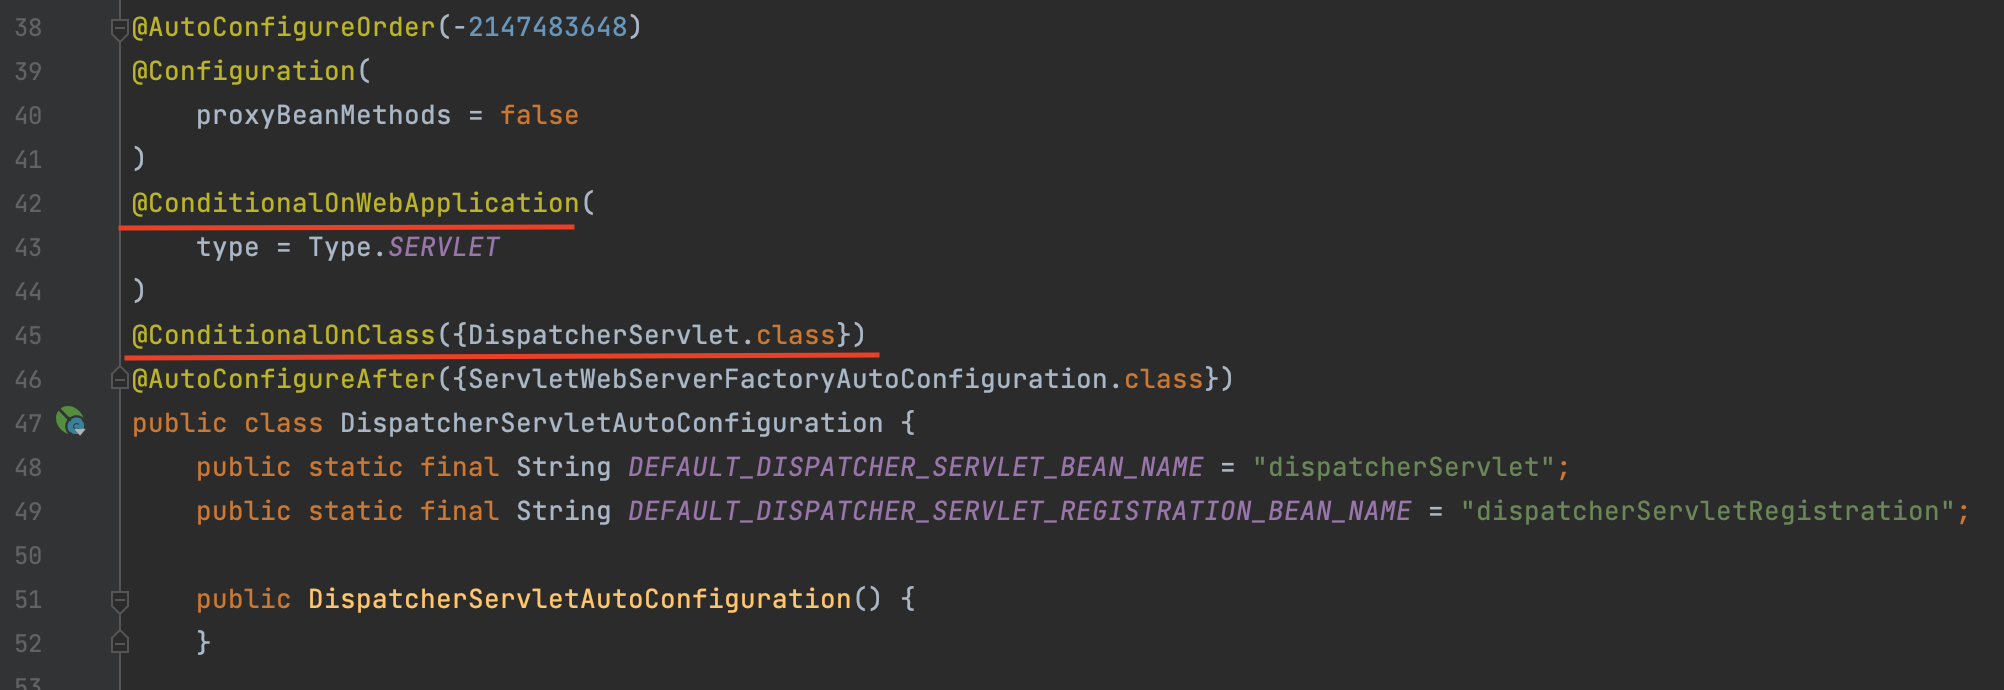 38 @AutoConfigureOrder(-2147483648)
39 @Configuration(
40     proxyBeanMethods = false
41 )
42 @ConditionalOnWebApplication(
43     type = Type.SERVLET
44 )
45 @ConditionalOnClass({DispatcherServlet.class})
46 @AutoConfigureAfter({ServletWebServerFactoryAutoConfiguration.class})
47 public class DispatcherServletAutoConfiguration {
48     public static final String DEFAULT_DISPATCHER_SERVLET_BEAN_NAME = "dispatcherServlet";
49     public static final String DEFAULT_DISPATCHER_SERVLET_REGISTRATION_BEAN_NAME = "dispatcherServletRegistration";
50
51     public DispatcherServletAutoConfiguration() {
52     }
53